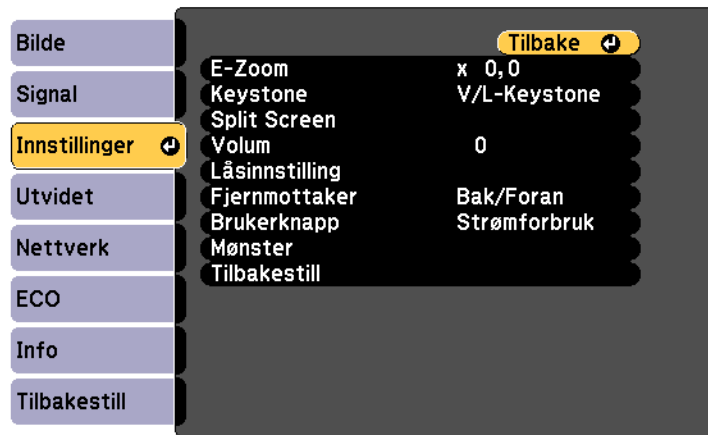 Bilde
Signal
Innstillinger
Utvidet
Nettverk
ECO
Info
Tilbakestill
Tilbake
E-Zoom x 0,0
Keystone V/L-Keystone
Split Screen
Volum 0
Låsinnstilling
Fjernmottaker Bak/Foran
Brukerknapp Strømforbruk
Mønster
Tilbakestill